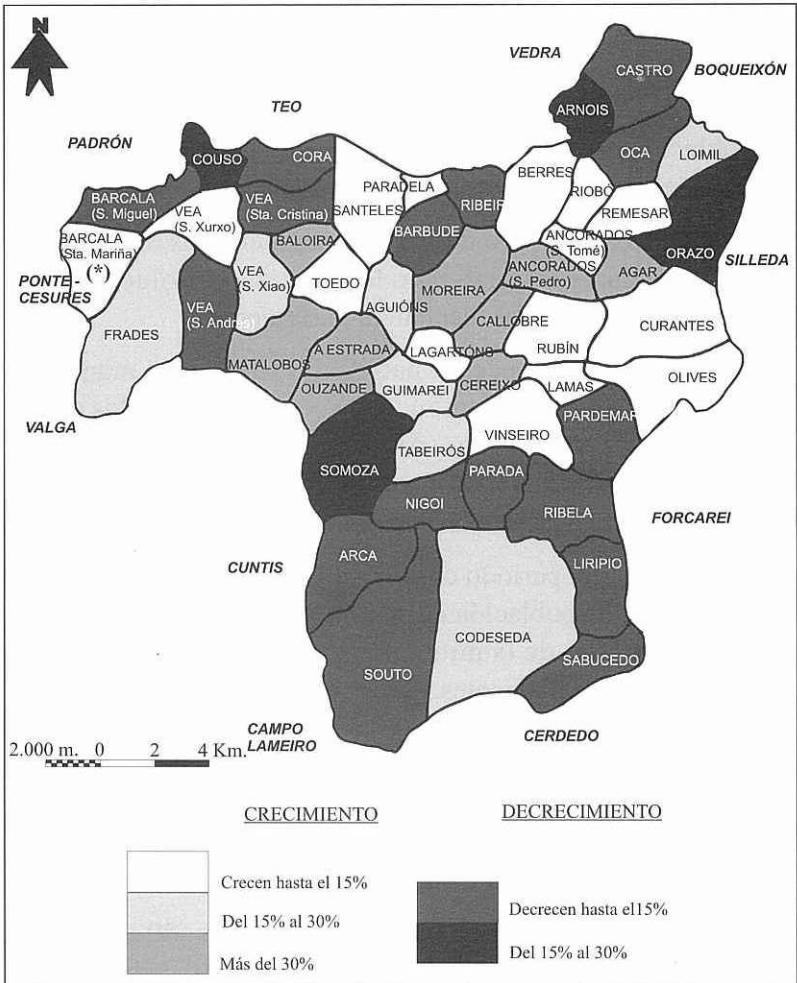 N
VEDRA
CASTRO
BOQUEIXÓN
ARNOIS
TEO
PADRÓN
COUSO
CORA
OCA
LOIMIL
BERRES
PARADELA
RIBEIR
RIOBÓ
BARCALA
(S. Miguel)
VEA
(S. Xurxo)
VEA
(Sta. Cristina)
SANTELES
BARBUDE
REMESAR
BARCALA
(Sta. Mariña)
(*)
BALOIRA
ANCORADOS
(S. Tomé)
ORAZO
SILLEDA
PONTE-
CESURES
VEA
(S. Xiao)
TOEDO
AGUIÓNS
MOREIRA
ANCORADOS
(S. Pedro)
AGAR
FRADES
VEA
(S. Andrés)
CALLOBRE
CURANTES
A ESTRADA
LAGARTÓNS
RUBÍN
MATALOBOS
OUZANDE
GUIMAREI
CEREIXO
LAMAS
OLIVES
VALGA
PARDEMAR
VINSEIRO
TABEIRÓS
SOMOZA
PARADA
NIGOI
RIBELA
FORCAREI
ARCA
CUNTIS
LIRIPIO
CODESEDA
SOUTO
SABUCEDO
CAMPO
LAMEIRO
CERDEDO
2.000 m. 0 2 4 Km.
CRECIMIENTO
DECRECIMIENTO
Crecen hasta el 15%
Del 15% al 30%
Más del 30%
Decrecen hasta el15%
Del 15% al 30%